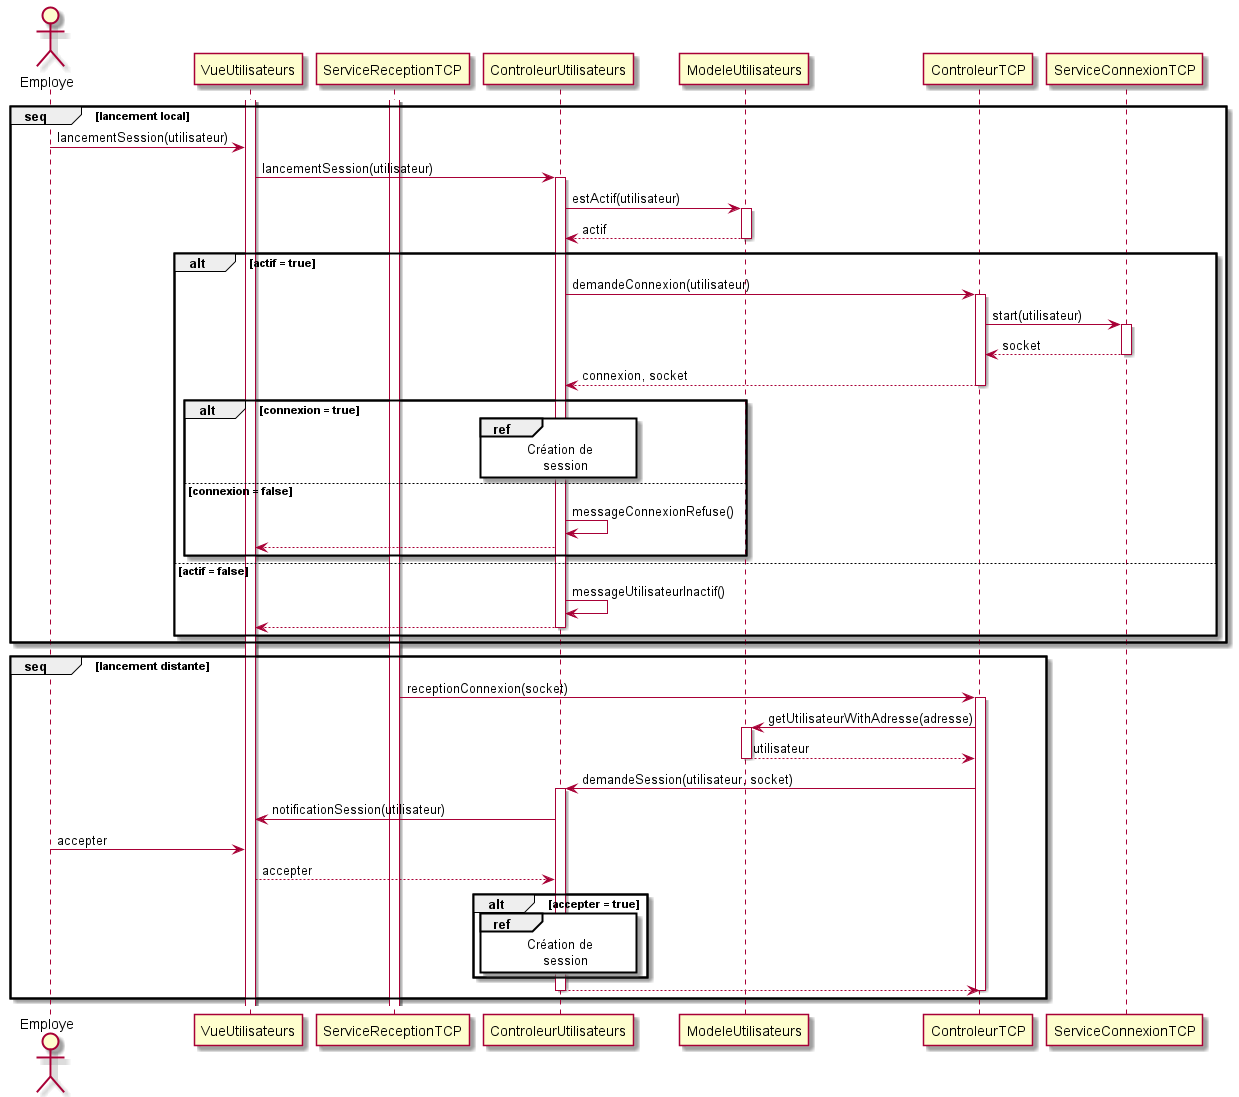 Employe
VueUtilisateurs
ServiceReceptionTCP
ControleurUtilisateurs
ModeleUtilisateurs
ControleurTCP
ServiceConnexionTCP
seq [lancement local]
lancementSession(utilisateur)
lancementSession(utilisateur)
estActif(utilisateur)
actif
alt [actif = true]
demandeConnexion(utilisateur)
start(utilisateur)
socket
connexion, socket
alt [connexion = true]
ref
Création de
session
[connexion = false]
messageConnexionRefuse()
[actif = false]
messageUtilisateurInactif()
seq [lancement distante]
receptionConnexion(socket)
getUtilisateurWithAdresse(adresse)
utilisateur
demandeSession(utilisateur, socket)
notificationSession(utilisateur)
accepter
accepter
alt [accepter = true]
ref
Création de
session
Employe
VueUtilisateurs
ServiceReceptionTCP
ControleurUtilisateurs
ModeleUtilisateurs
ControleurTCP
ServiceConnexionTCP